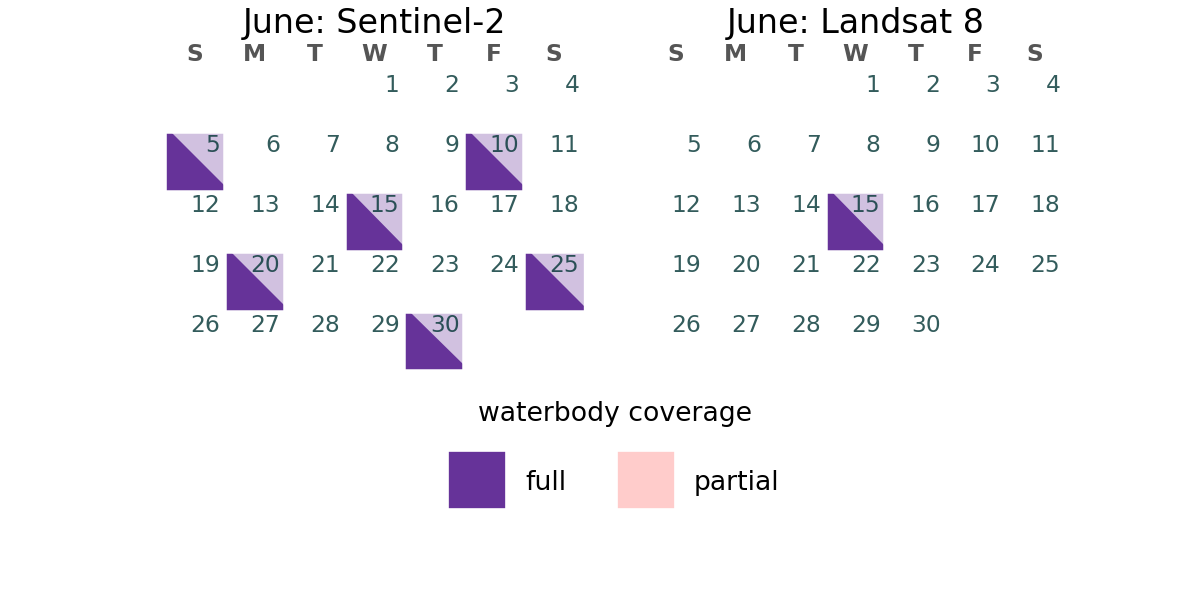 June: Sentinel-2
S M T W T F S
1 2 3 4
5 6 7 8 9 10 11
12 13 14 15 16 17 18
19 20 21 22 23 24 25
26 27 28 29 30
June: Landsat 8
S M T W T F S
1 2 3 4
5 6 7 8 9 10 11
12 13 14 15 16 17 18
19 20 21 22 23 24 25
26 27 28 29 30
waterbody coverage
full partial